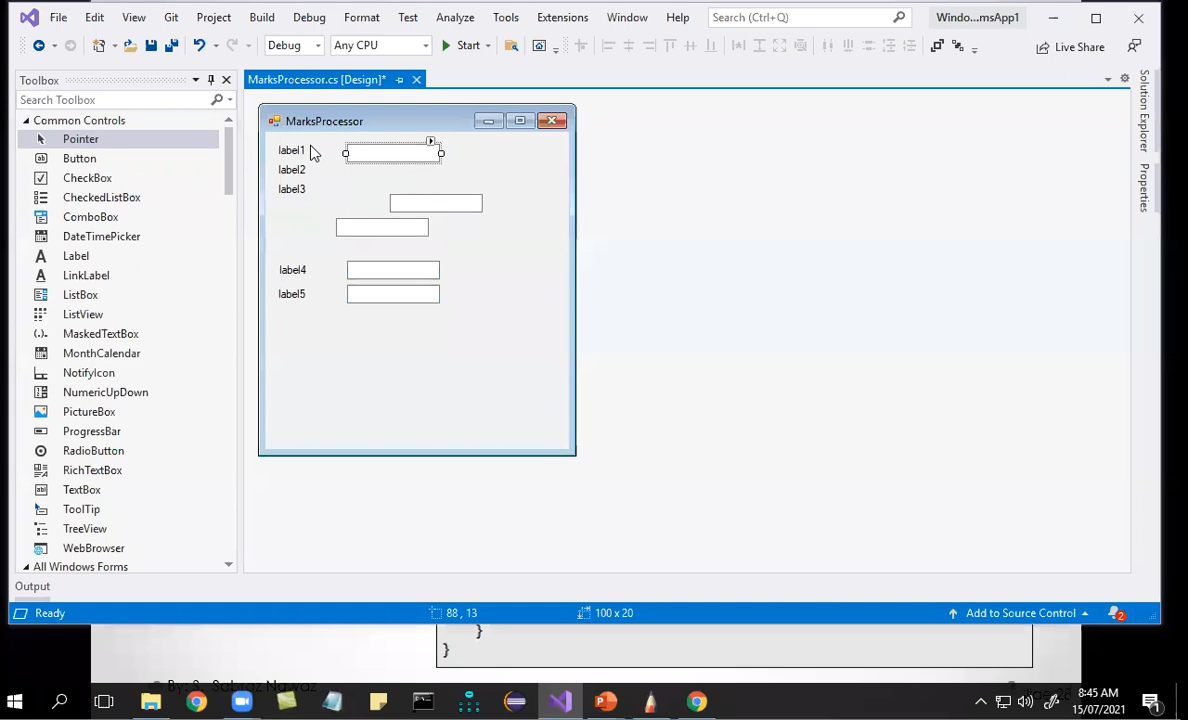 File Edit View Git Project Build Debug Format Test Analyze Tools Extensions Window Help Search (Ctrl+Q) Windo...msApp1
Debug Any CPU Start Live Share
Toolbox MarksProcessor.cs [Design]*
Search Toolbox
Common Controls
Pointer
Button
CheckBox
CheckedListBox
ComboBox
DateTimePicker
Label
LinkLabel
ListBox
ListView
MaskedTextBox
MonthCalendar
NotifyIcon
NumericUpDown
PictureBox
ProgressBar
RadioButton
RichTextBox
TextBox
ToolTip
TreeView
WebBrowser
All Windows Forms
MarksProcessor
label1
label2
label3
label4
label5
Solution Explorer
Properties
Output
Ready 88 , 13 100 x 20 Add to Source Control 2
}
}
By: S.
8:45 AM
15/07/2021
1